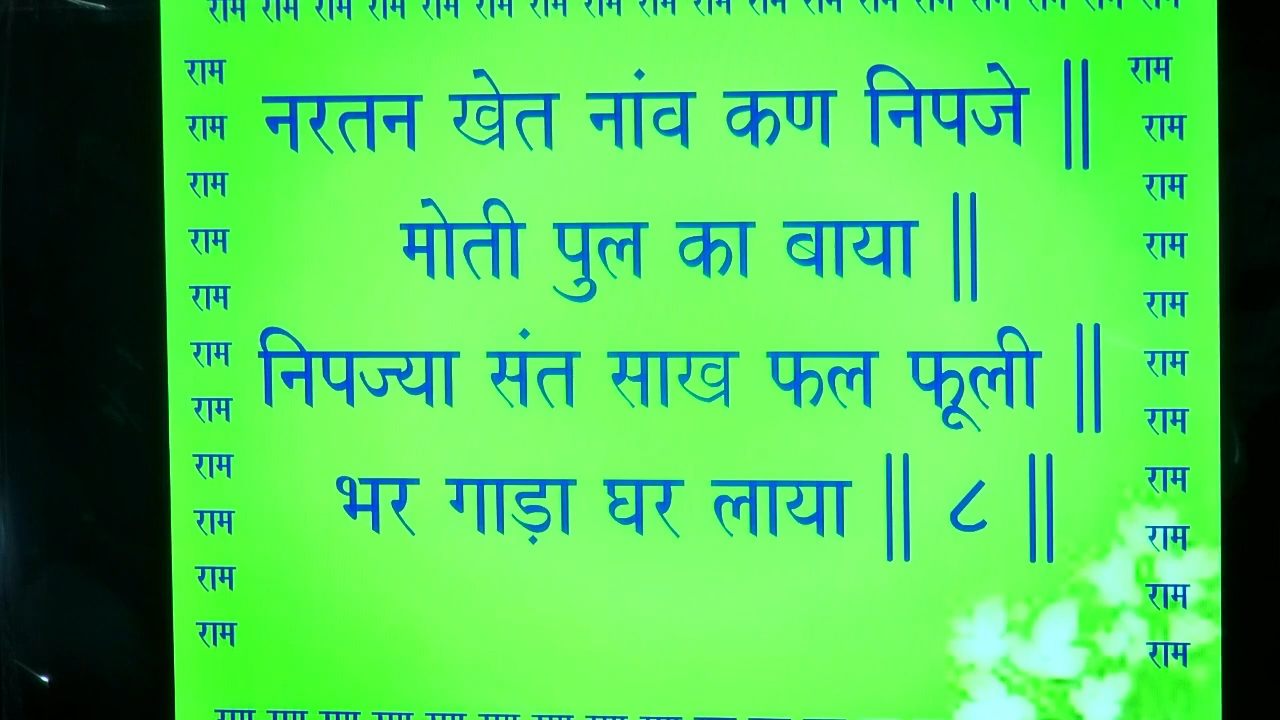 राम राम राम राम राम राम राम राम राम राम राम राम राम राम राम राम राम राम
राम नरतन खेत नांव कण निपजे || राम
राम राम
राम मोती पुल का बाया || राम
राम राम
राम राम
राम निपज्या संत साख फल फूली || राम
राम राम
राम भर गाड़ा घर लाया || ८ || राम
राम राम
राम राम
राम राम